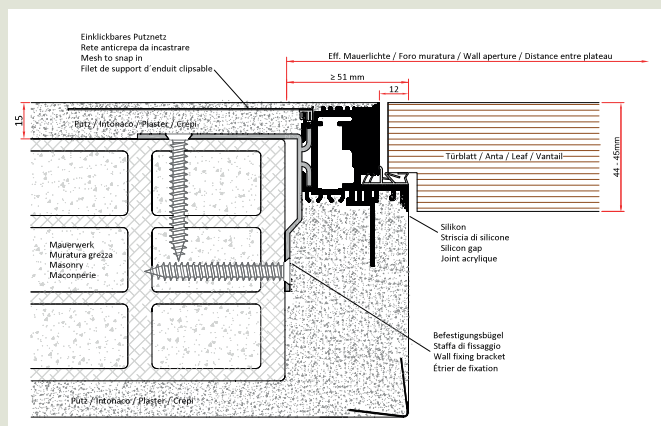 Einklickbares Putznetz
Rete anticrepa da incastrare
Mesh to snap in
Filet de support d´enduit clipsable
Eff. Mauerlichte / Foro muratura / Wall aperture / Distance entre plateau
≥ 51 mm
12
15
Putz / Intonaco / Plaster / Crépi
Türblatt / Anta / Leaf / Vantail
44 - 45mm
Mauerwerk
Muratura grezza
Masonry
Maconnerie
Silikon
Striscia di silicone
Silicon gap
Joint acrylique
Befestigungsbügel
Staffa di fissaggio
Wall fixing bracket
Étrier de fixation
Putz / Intonaco / Plaster / Crépi